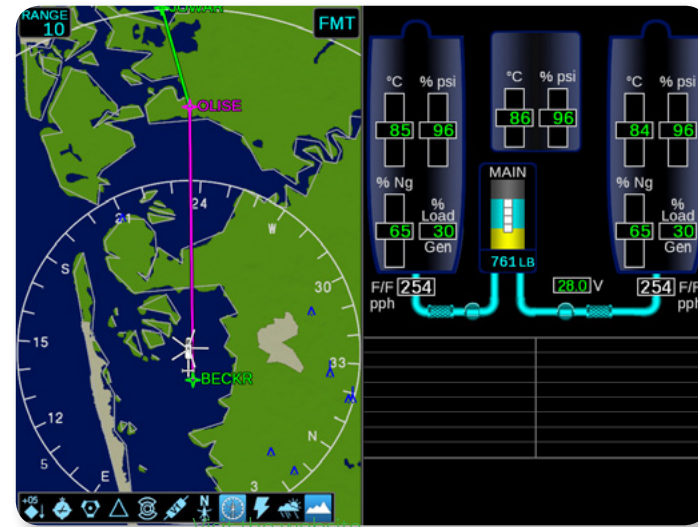 RANGE
10
FMT
OLISE
24
21
W
S
30
15
33
BECKR
12
N
5
E
3
+05
N
°C % psi
85 96
% Ng
% Load Gen
65 30
F/F pph 254
°C % psi
86 96
MAIN
761 LB
28.0 V
°C % psi
84 96
% Ng
% Load Gen
65 30
254 F/F pph